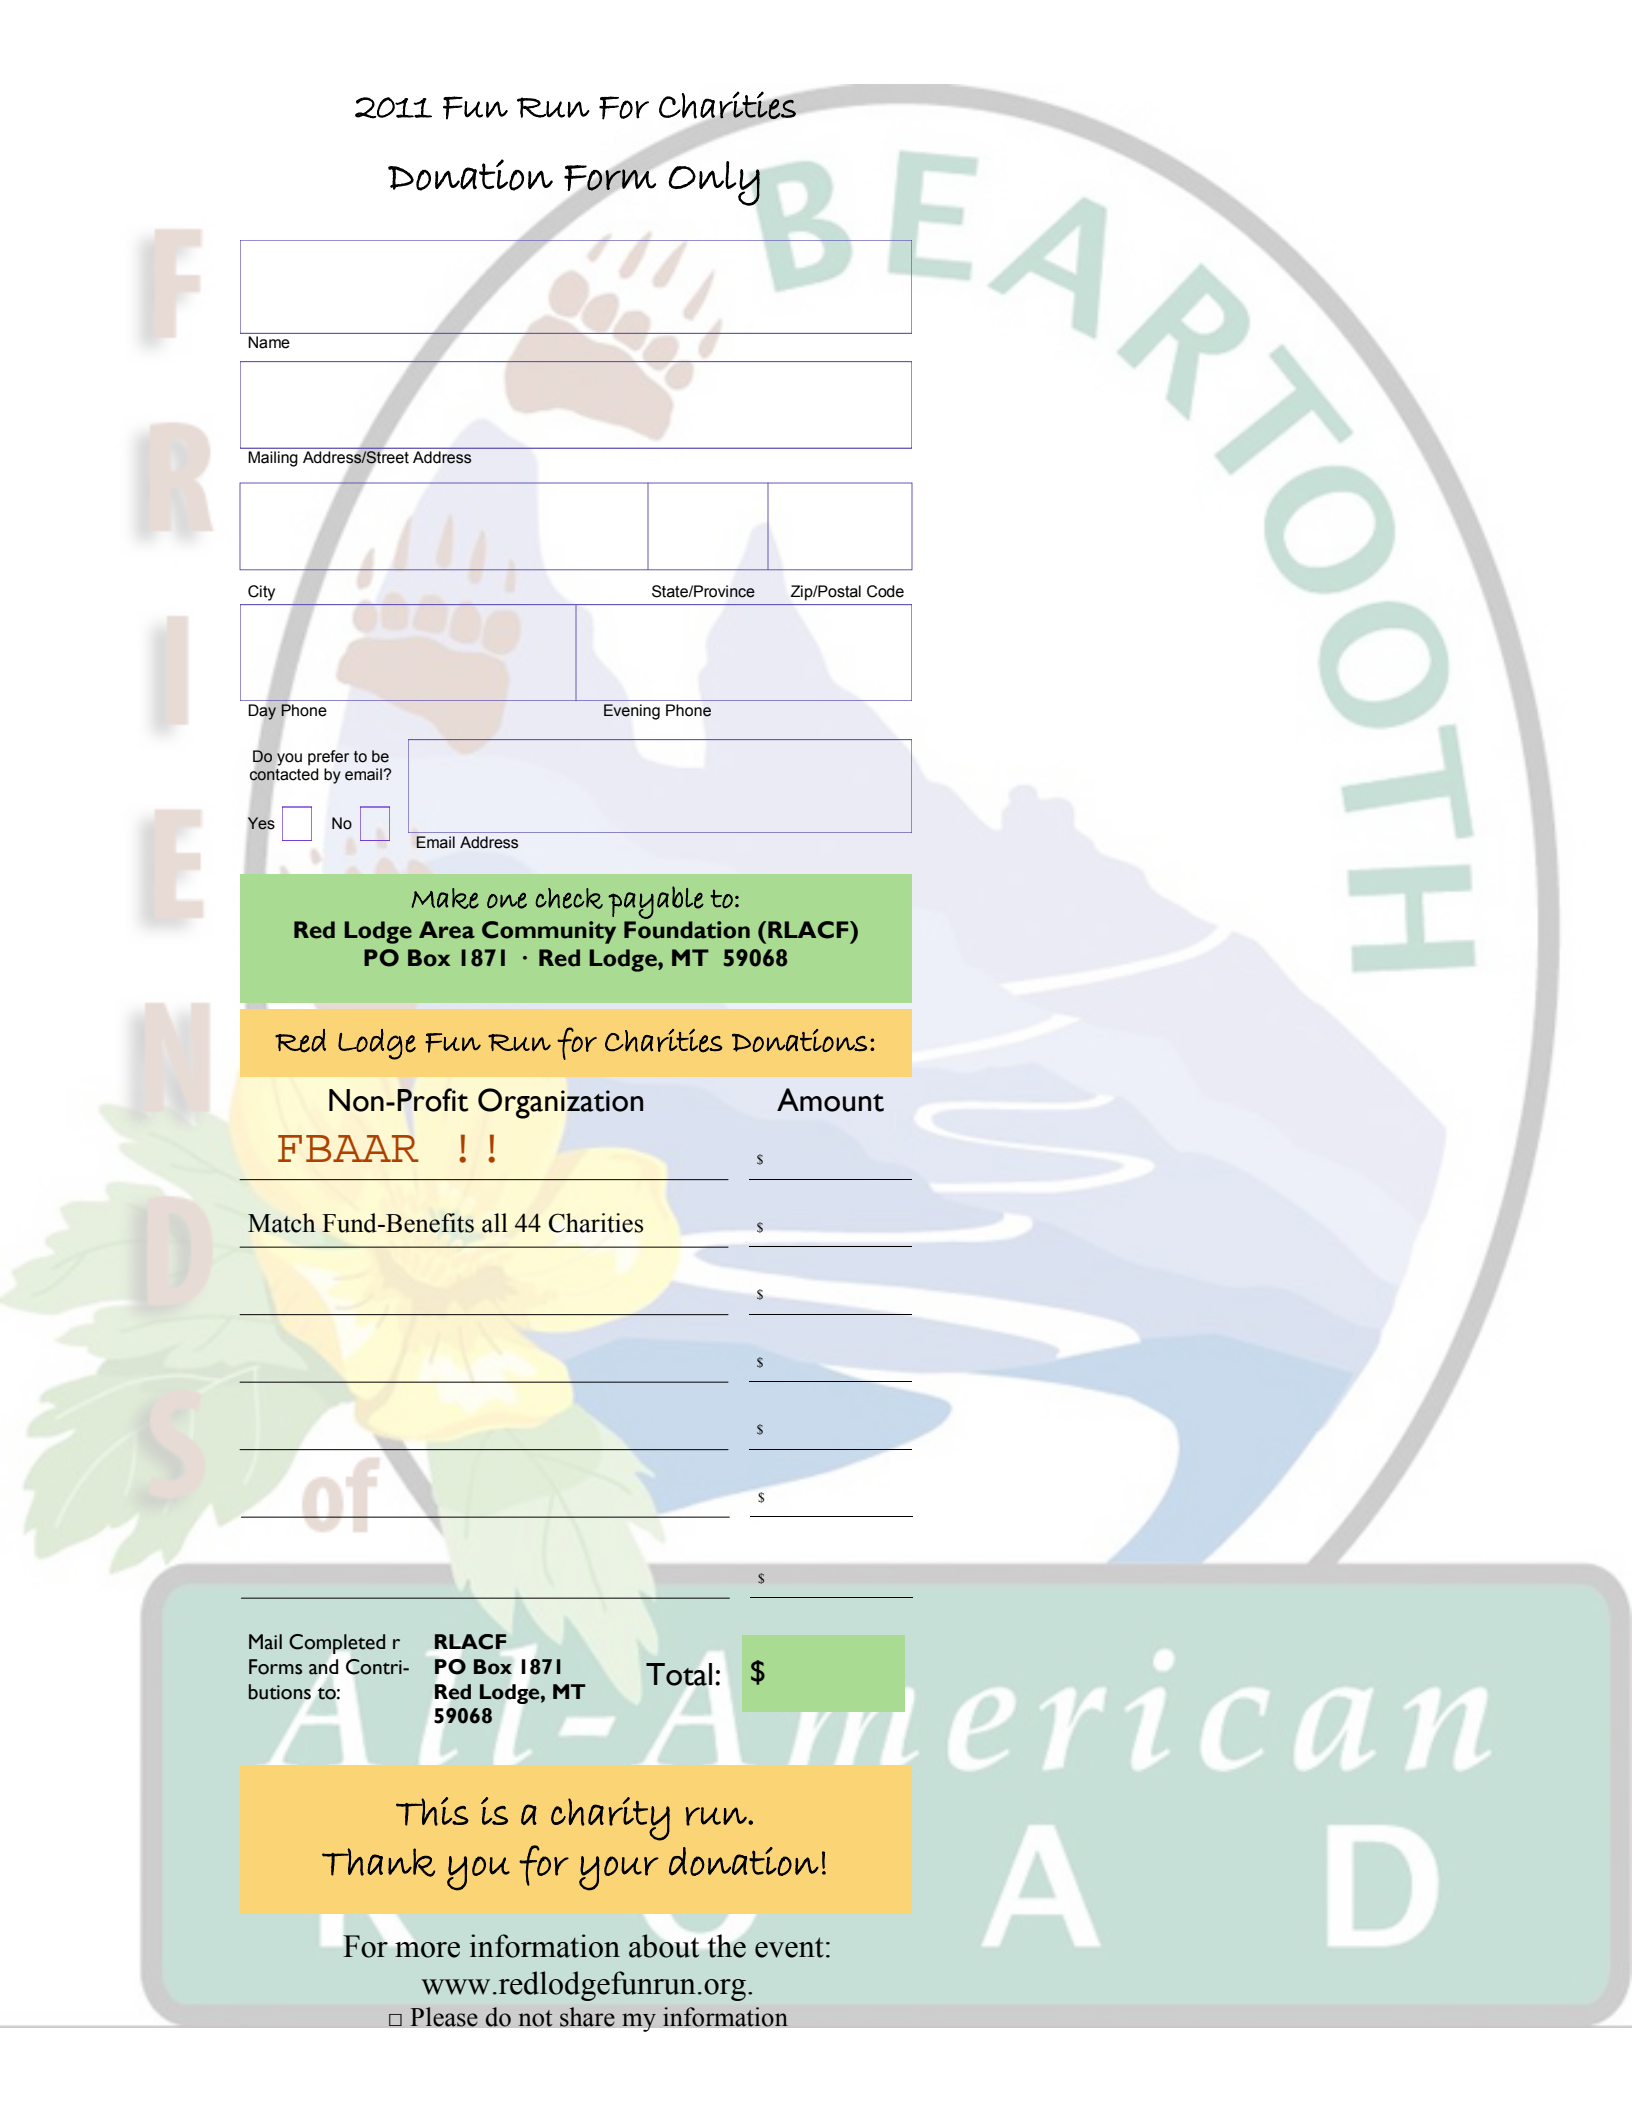 2011 Fun Run For Charities
Donation Form Only
Name
Mailing Address/Street Address
City State/Province Zip/Postal Code
Day Phone Evening Phone
Do you prefer to be
contacted by email?
Yes No
Email Address
Make one check payable to:
Red Lodge Area Community Foundation (RLACF)
PO Box 1871 · Red Lodge, MT 59068
Red Lodge Fun Run for Charities Donations:
Non-Profit Organization Amount
FBAAR !! $
Match Fund-Benefits all 44 Charities $
$
$
$
$
$
Mail Completed r
Forms and Contri-
butions to:
RLACF
PO Box 1871
Red Lodge, MT
59068
Total: $
This is a charity run.
Thank you for your donation!
For more information about the event:
www.redlodgefunrun.org.
□ Please do not share my information
FRIENDS
of
BEARTOOTH
All-American
ROAD